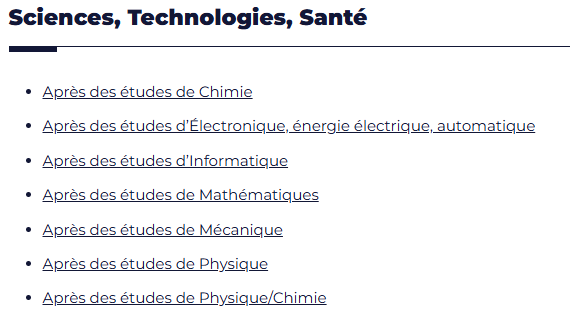 Sciences, Technologies, Santé
Après des études de Chimie
Après des études d'Électronique, énergie électrique, automatique
Après des études d'Informatique
Après des études de Mathématiques
Après des études de Mécanique
Après des études de Physique
Après des études de Physique/Chimie